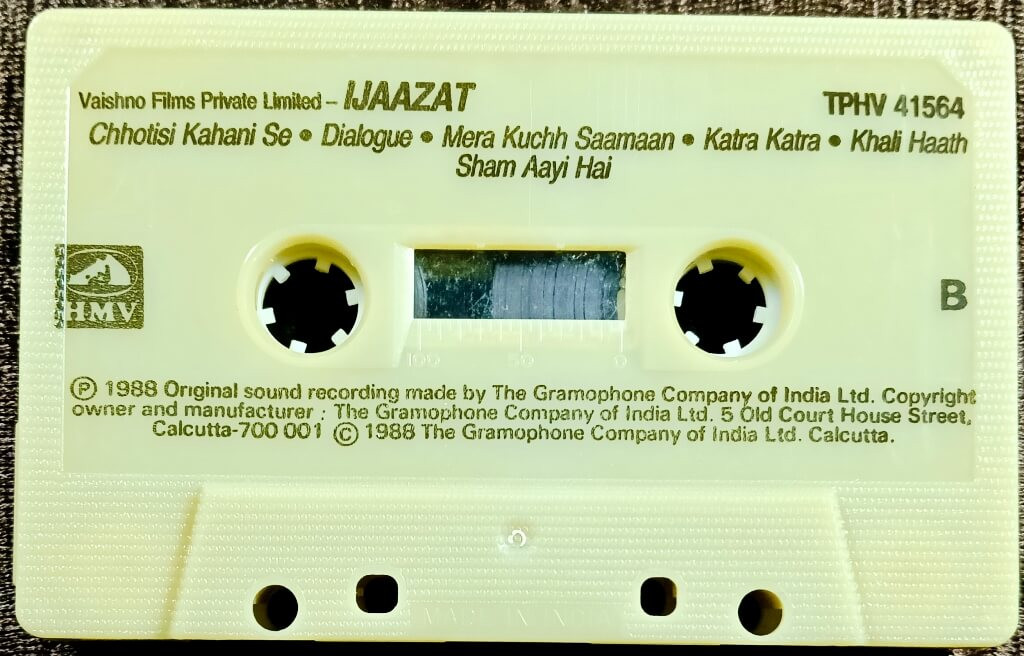 Vaishno Films Private Limited – IJAAZAT
TPHV 41564
Chhotisi Kahani Se • Dialogue • Mera Kuchh Saamaan • Katra Katra • Khali Haath
Sham Aayi Hai
HMV
B
100 50 0
Ⓟ 1988 Original sound recording made by The Gramophone Company of India Ltd. Copyright
owner and manufacturer : The Gramophone Company of India Ltd. 5 Old Court House Street,
Calcutta-700 001 © 1988 The Gramophone Company of India Ltd. Calcutta.